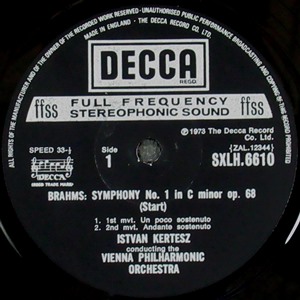 ALL RIGHTS OF THE MANUFACTURER AND OF THE OWNER OF THE RECORDED WORK RESERVED·UNAUTHORISED PUBLIC PERFORMANCE BROADCASTING AND COPYING OF THIS RECORD PROHIBITED
MADE IN ENGLAND, THE DECCA RECORD CO. LTD.
DECCA
REGD.
ffss
FULL FREQUENCY
STEREOPHONIC SOUND
ffss
℗ 1973 The Decca Record Co. Ltd.
SPEED 33⅓
Side
1
(ZAL.12344)
SXLH.6610
DECCA
BRAHMS: SYMPHONY No. 1 in C minor op. 68
(Start)
1. 1st mvt. Un poco sostenuto
2. 2nd mvt. Andante sostenuto
ISTVAN KERTESZ
conducting the
VIENNA PHILHARMONIC
ORCHESTRA